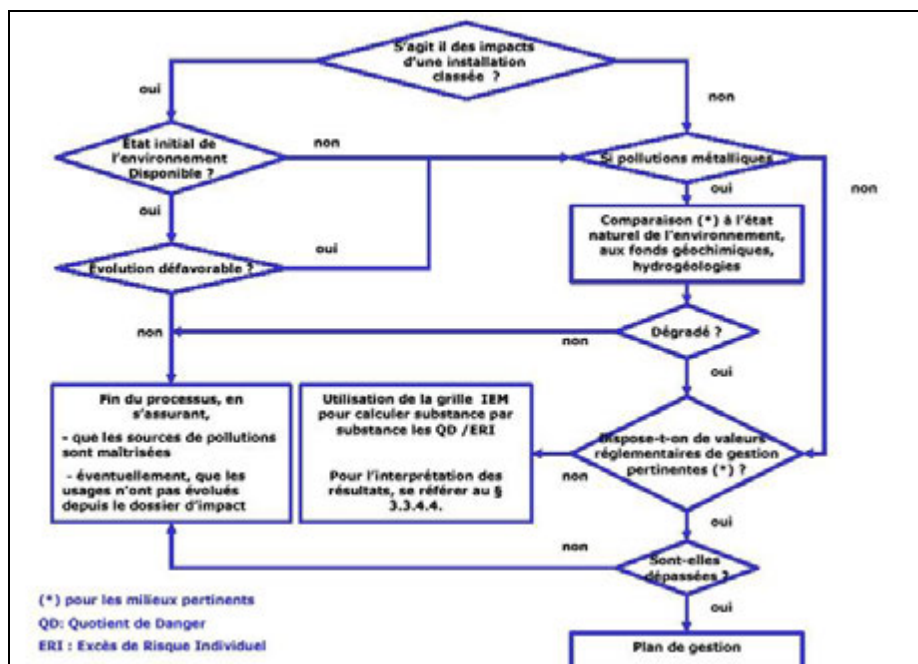 S'agit il des impacts
d'une installation
classée ?
oui
non
État initial de
l'environnement
Disponible ?
non
Si pollutions métalliques
non
oui
oui
Comparaison (*) à l'état
naturel de l'environnement,
aux fonds géochimiques,
hydrogéologies
Évolution défavorable ?
oui
non
Dégradé ?
non
oui
Fin du processus, en
s'assurant,
- que les sources de pollutions
sont maîtrisées
- éventuellement, que les
usages n'ont pas évolués
depuis le dossier d'impact
Utilisation de la grille IEM
pour calculer substance par
substance les QD /ERI
Pour l'interprétation des
résultats, se référer au §
3.3.4.4.
Dispose-t-on de valeurs
réglementaires de gestion
pertinentes (*) ?
non
oui
non
Sont-elles
dépassées ?
oui
Plan de gestion
(*) pour les milieux pertinents
QD: Quotient de Danger
ERI : Excès de Risque Individuel